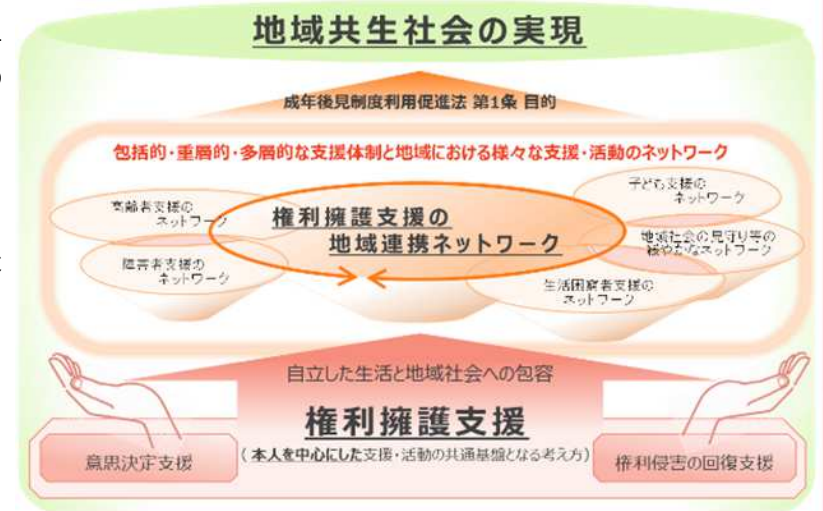 地域共生社会の実現
成年後見制度利用促進法 第1条 目的
包括的・重層的・多層的な支援体制と地域における様々な支援・活動のネットワーク
高齢者支援の
ネットワーク
障害者支援の
ネットワーク
権利擁護支援の
地域連携ネットワーク
子ども支援の
ネットワーク
地域社会の見守り等の
緩やかなネットワーク
生活困窮者支援の
ネットワーク
自立した生活と地域社会への包容
権利擁護支援
(本人を中心にした支援・活動の共通基盤となる考え方)
意思決定支援
権利侵害の回復支援